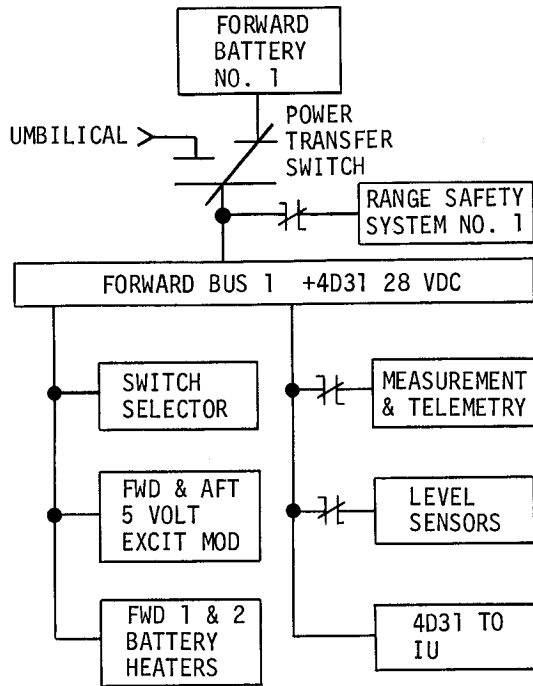 FORWARD
BATTERY
NO. 1
UMBILICAL
POWER
TRANSFER
SWITCH
RANGE SAFETY
SYSTEM NO. 1
FORWARD BUS 1 +4D31 28 VDC
SWITCH
SELECTOR
MEASUREMENT
& TELEMETRY
FWD & AFT
5 VOLT
EXCIT MOD
LEVEL
SENSORS
FWD 1 & 2
BATTERY
HEATERS
4D31 TO
IU